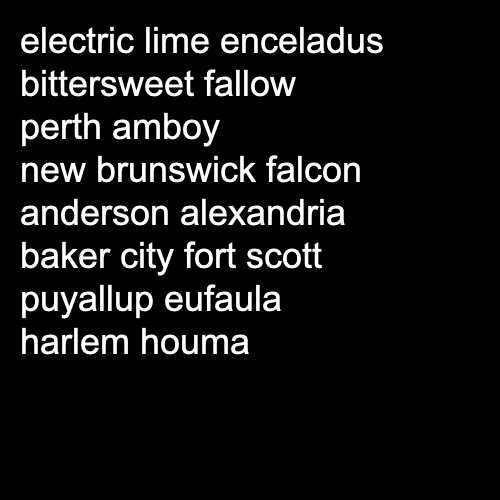 electric lime enceladus
bittersweet fallow
perth amboy
new brunswick falcon
anderson alexandria
baker city fort scott
puyallup eufaula
harlem houma